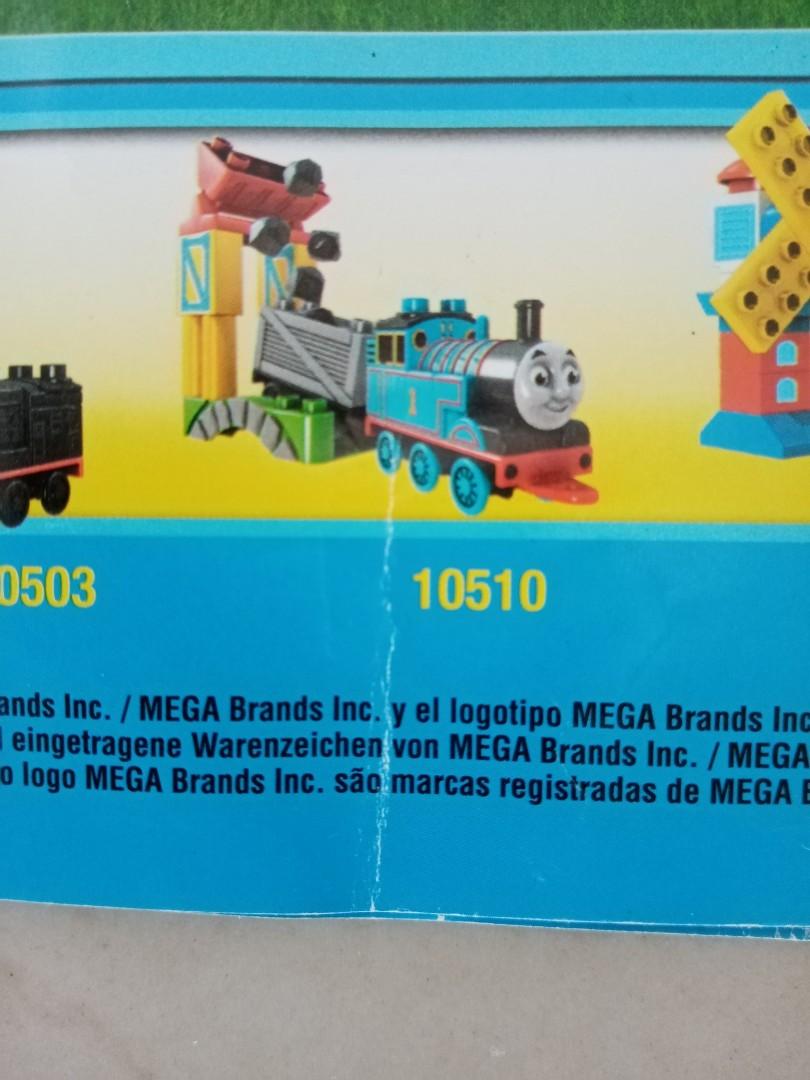 1
0503
10510
ands Inc. / MEGA Brands Inc. y el logotipo MEGA Brands Inc
eingetragene Warenzeichen von MEGA Brands Inc. / MEGA
o logo MEGA Brands Inc. são marcas registradas de MEGA